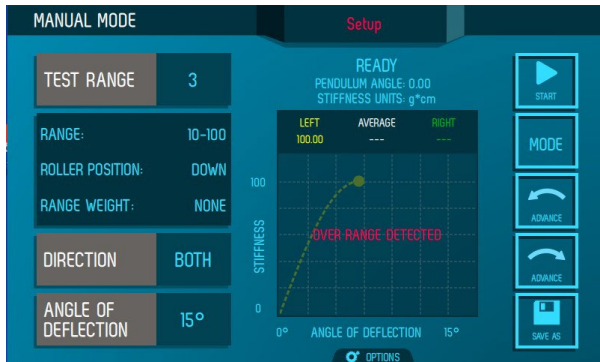 MANUAL MODE
Setup
TEST RANGE 3
RANGE: 10-100
ROLLER POSITION: DOWN
RANGE WEIGHT: NONE
DIRECTION BOTH
ANGLE OF DEFLECTION 15°
READY
PENDULUM ANGLE: 0.00
STIFFNESS UNITS: g*cm
LEFT AVERAGE RIGHT
100.00 --- ---
100
STIFFNESS
OVER RANGE DETECTED
0
0° ANGLE OF DEFLECTION 15°
OPTIONS
START
MODE
ADVANCE
ADVANCE
SAVE AS